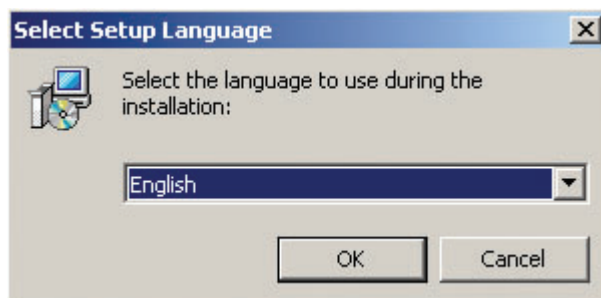 Select Setup Language
Select the language to use during the
installation:
English
OK
Cancel